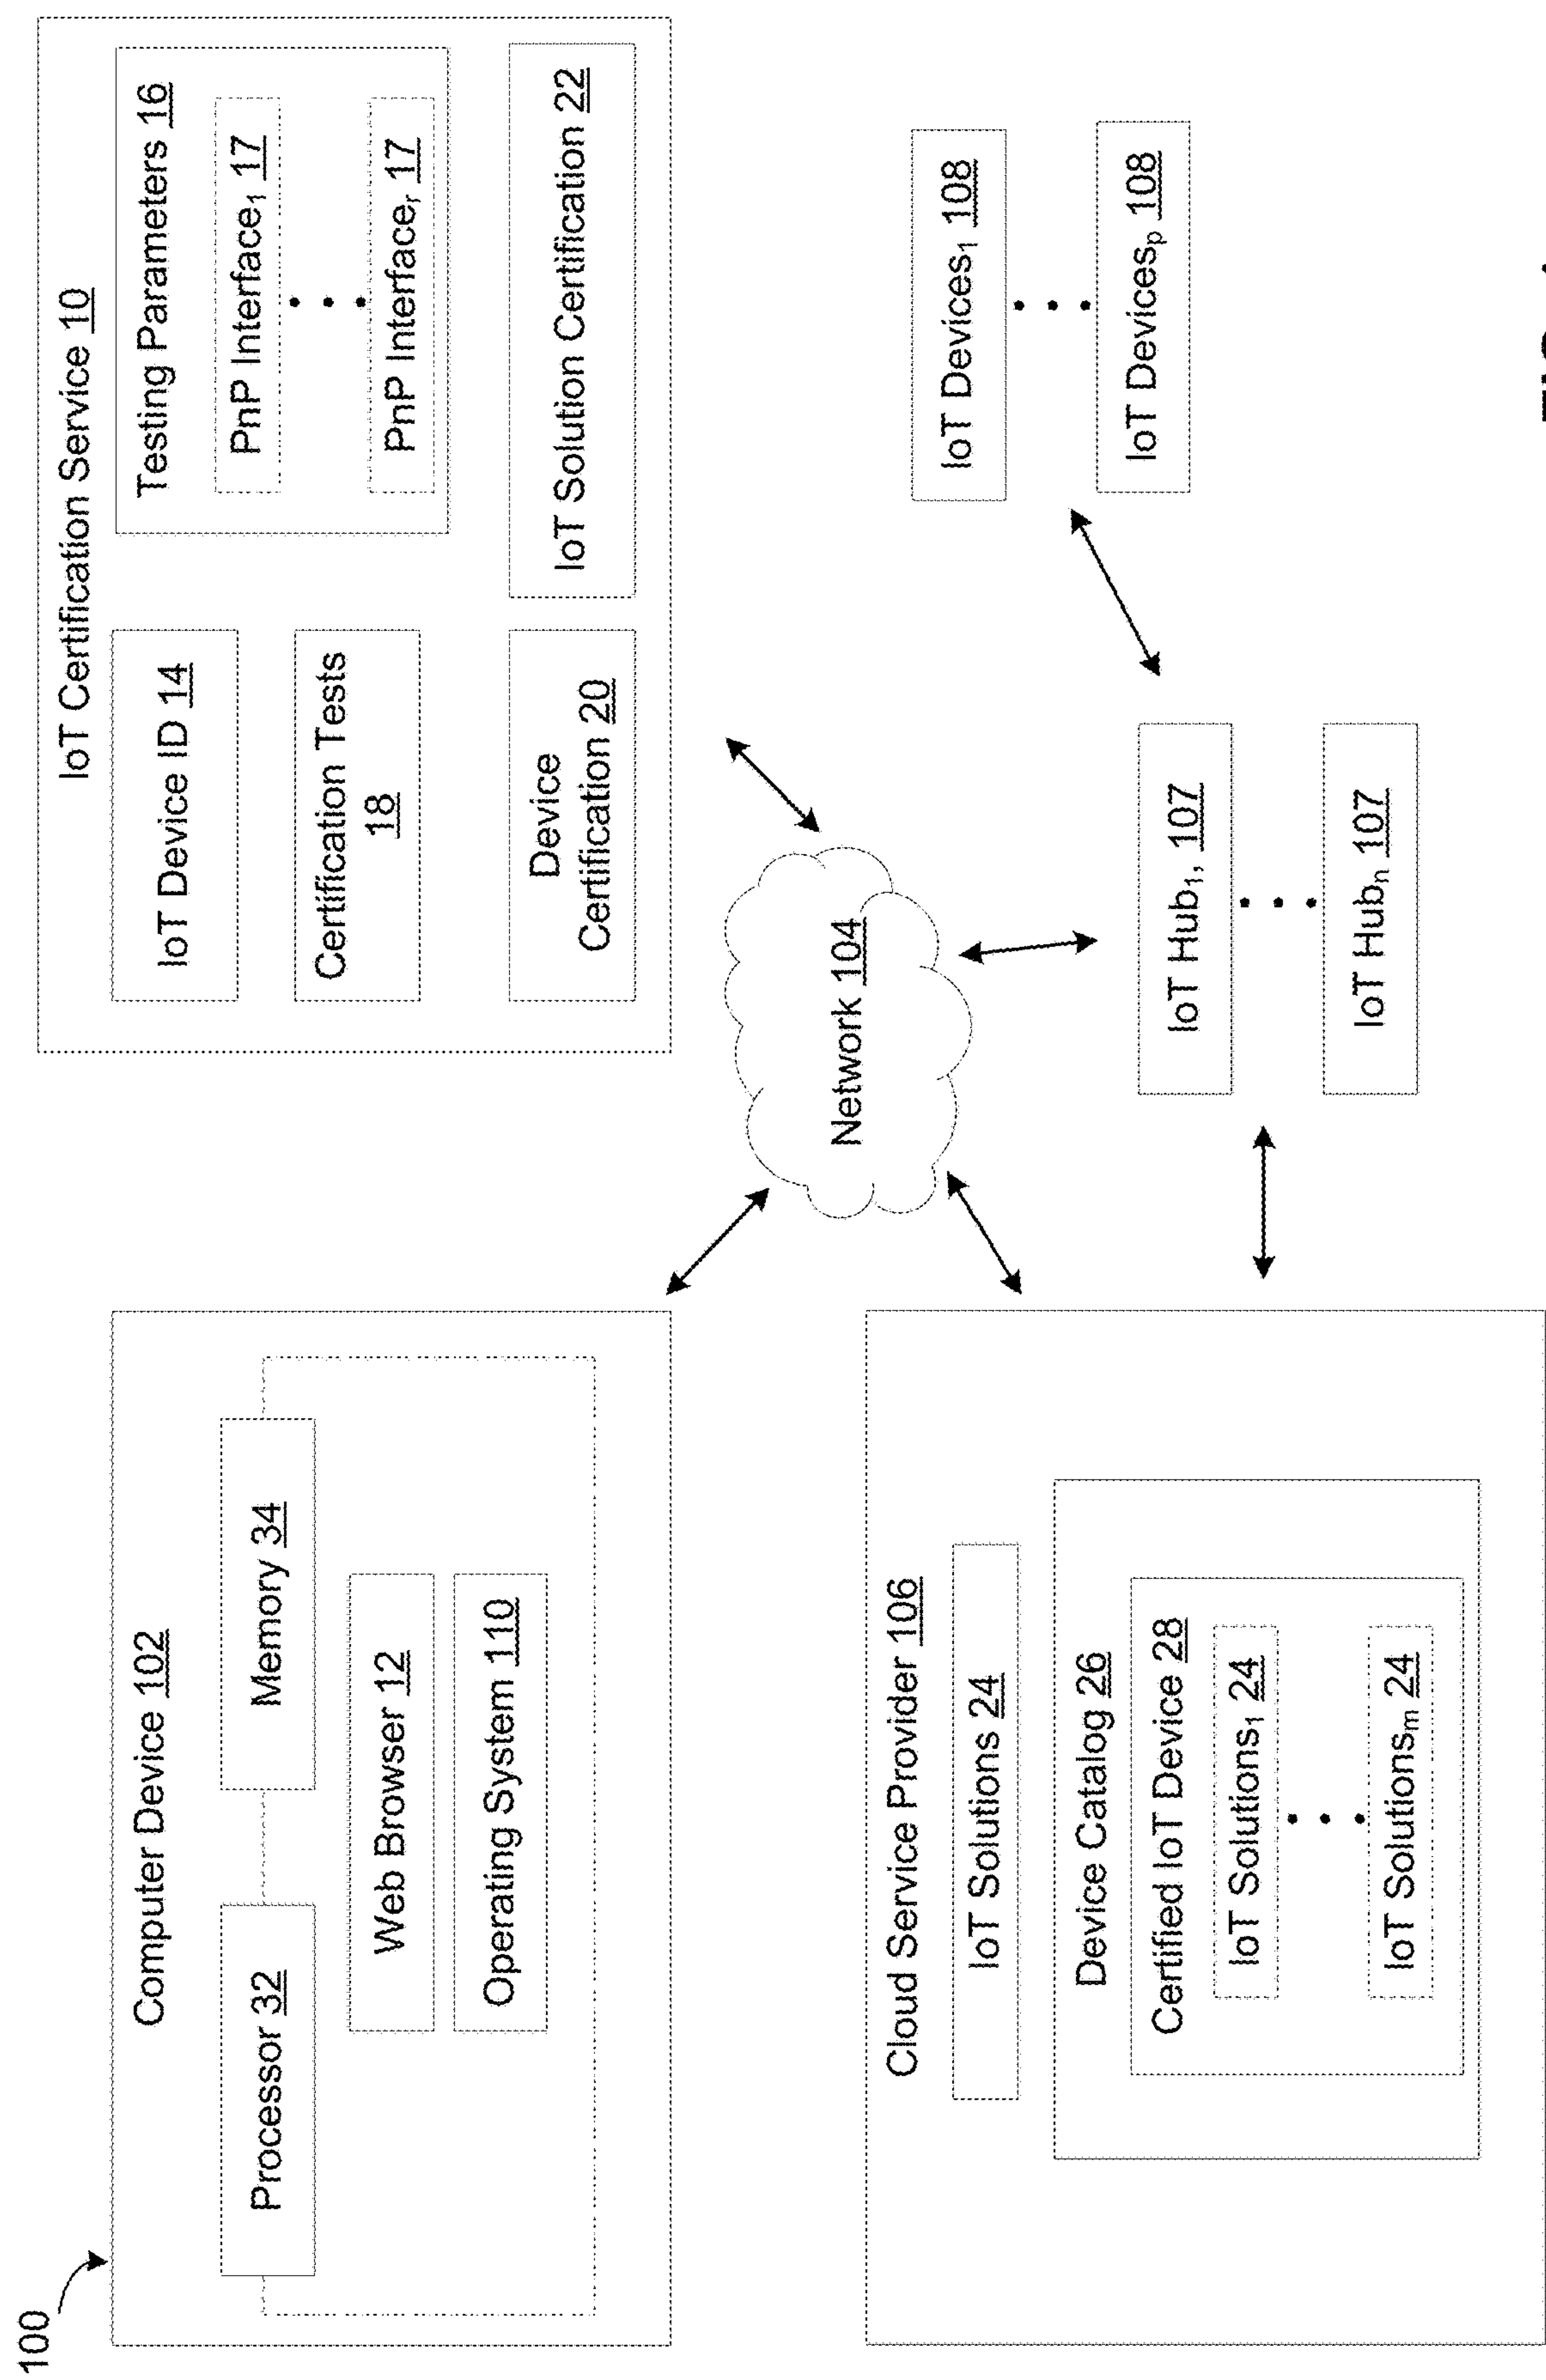 100
Computer Device 102
Processor 32
Memory 34
Web Browser 12
Operating System 110
IoT Certification Service 10
IoT Device ID 14
Testing Parameters 16
PnP Interface₁ 17
PnP Interfaceᵣ 17
Certification Tests
18
Device
Certification 20
IoT Solution Certification 22
Network 104
Cloud Service Provider 106
IoT Solutions 24
Device Catalog 26
Certified IoT Device 28
IoT Solutions₁ 24
IoT Solutionsₘ 24
IoT Hub₁, 107
IoT Hubₙ 107
IoT Devices₁ 108
IoT Devicesₚ 108